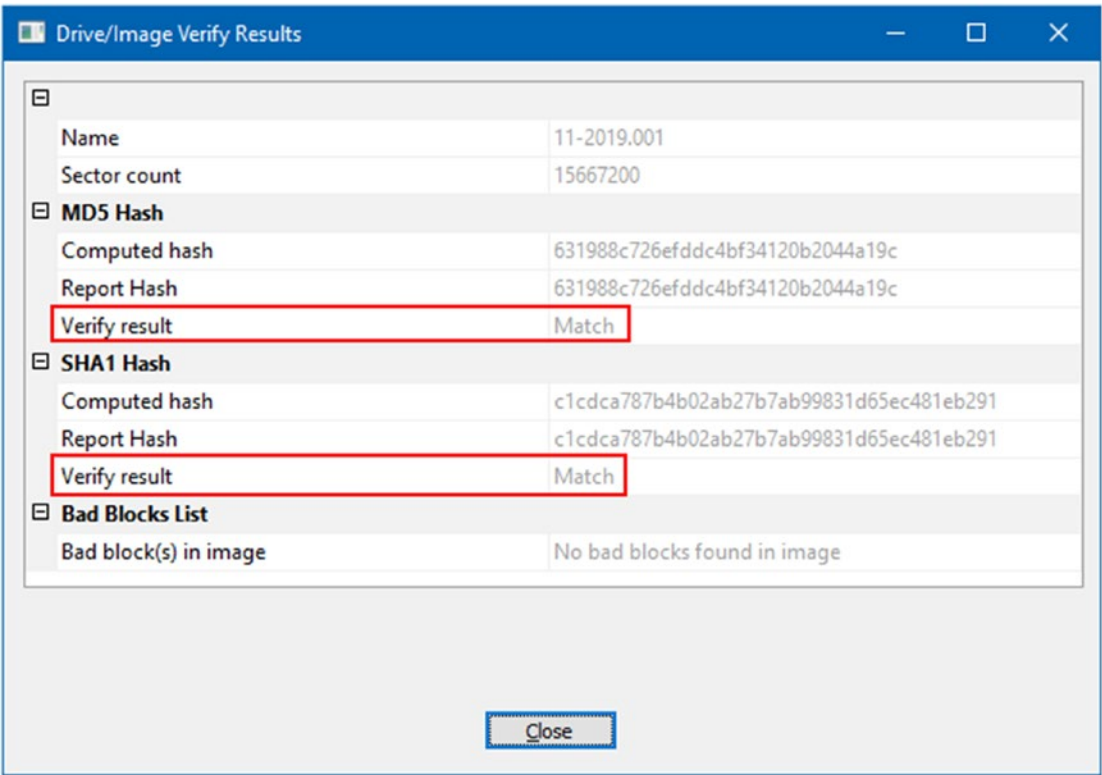 Drive/Image Verify Results
Name 11-2019.001
Sector count 15667200
MD5 Hash
Computed hash 631988c726efddc4bf34120b2044a19c
Report Hash 631988c726efddc4bf34120b2044a19c
Verify result Match
SHA1 Hash
Computed hash c1cdca787b4b02ab27b7ab99831d65ec481eb291
Report Hash c1cdca787b4b02ab27b7ab99831d65ec481eb291
Verify result Match
Bad Blocks List
Bad block(s) in image No bad blocks found in image
Close